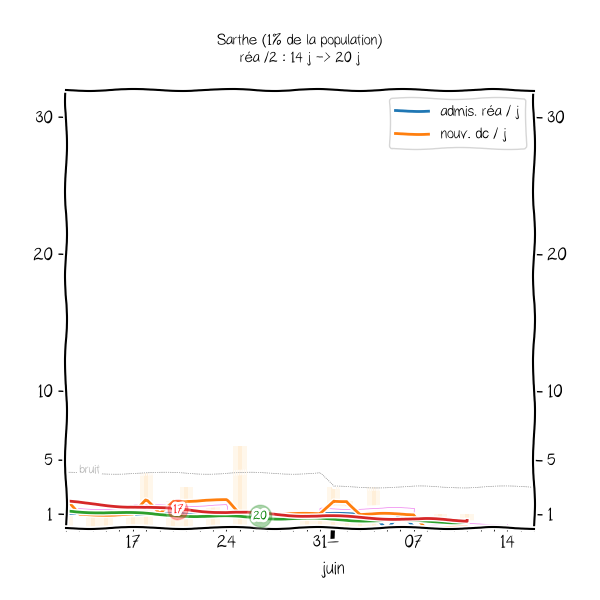 Sarthe (1% de la population)
réa /2 : 14 j -> 20 j
admis. réa / j
nouv. dc / j
30
30
20
20
10
10
5
5
bruit
1
1
17
20
17
24
31
07
14
juin